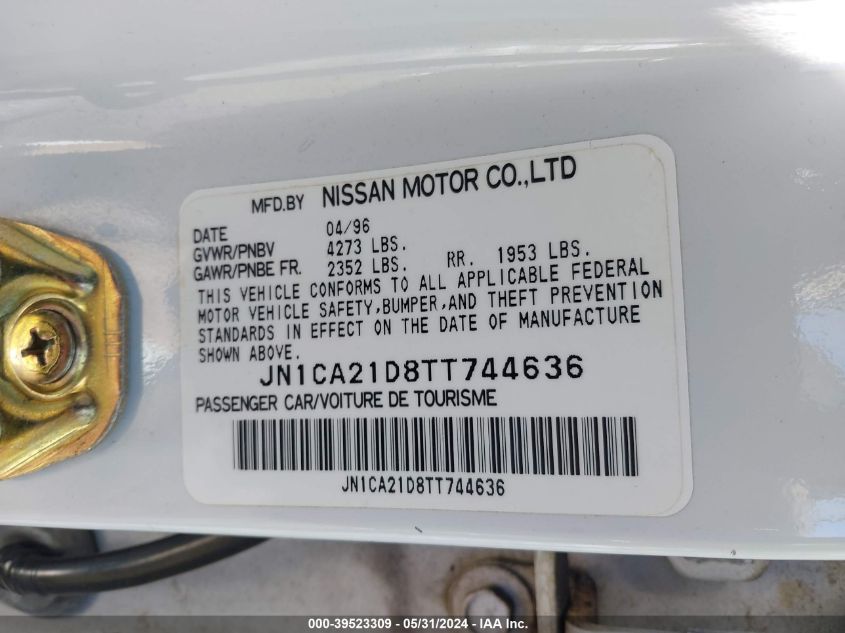 MFD.BY NISSAN MOTOR CO.,LTD
DATE 04/96
GVWR/PNBV 4273 LBS.
GAWR/PNBE FR. 2352 LBS. RR. 1953 LBS.
THIS VEHICLE CONFORMS TO ALL APPLICABLE FEDERAL
MOTOR VEHICLE SAFETY,BUMPER,AND THEFT PREVENTION
STANDARDS IN EFFECT ON THE DATE OF MANUFACTURE
SHOWN ABOVE.
JN1CA21D8TT744636
PASSENGER CAR/VOITURE DE TOURISME
JN1CA21D8TT744636
000-39523309 - 05/31/2024 - IAA Inc.